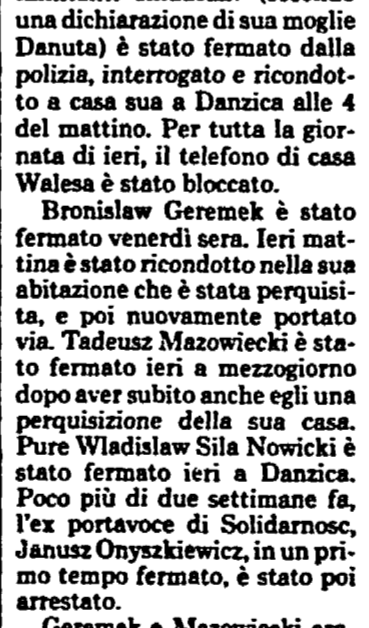 una dichiarazione di sua moglie
Danuta) è stato fermato dalla
polizia, interrogato e ricondot-
to a casa sua a Danzica alle 4
del mattino. Per tutta la gior-
nata di ieri, il telefono di casa
Walesa è stato bloccato.
Bronislaw Geremek è stato
fermato venerdì sera. Ieri mat-
tina è stato ricondotto nella sua
abitazione che è stata perquisi-
ta, e poi nuovamente portato
via. Tadeusz Mazowiecki è sta-
to fermato ieri a mezzogiorno
dopo aver subito anche egli una
perquisizione della sua casa.
Pure Wladislaw Sila Nowicki è
stato fermato ieri a Danzica.
Poco più di due settimane fa,
l'ex portavoce di Solidarnosc,
Janusz Onyszkiewicz, in un pri-
mo tempo fermato, è stato poi
arrestato.
Geremek e Mazowiecki